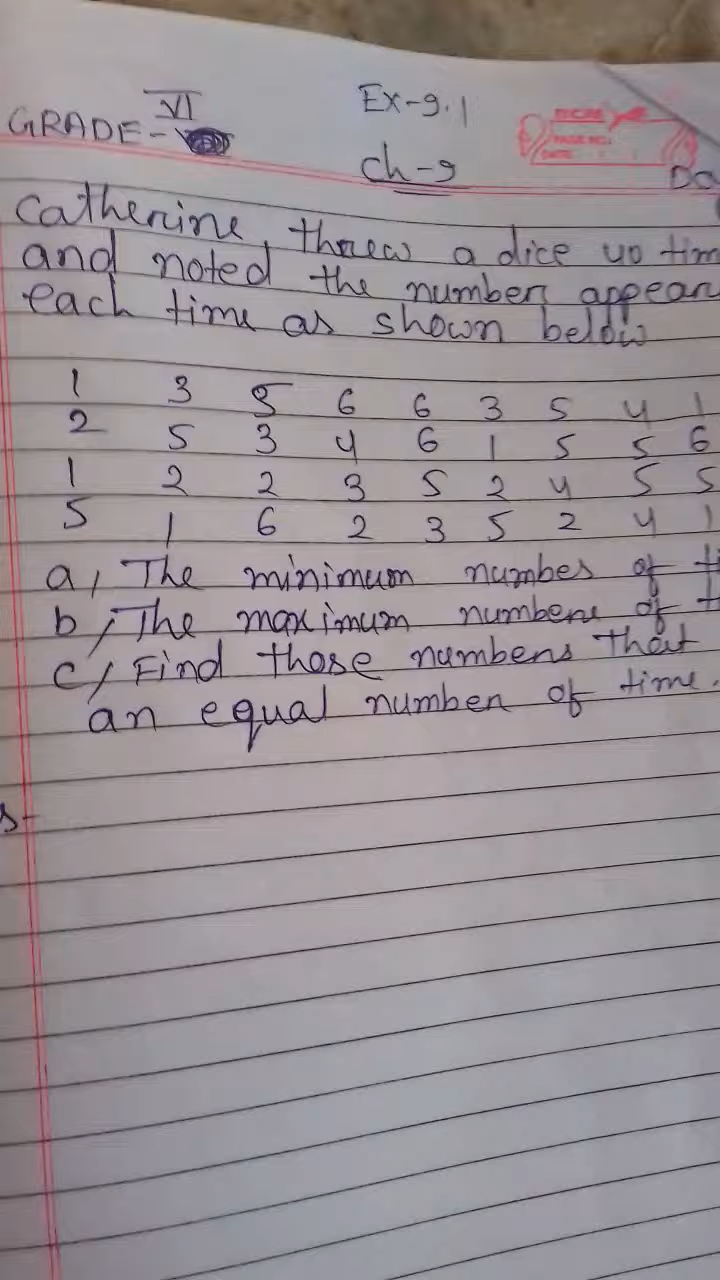 GRADE- VI
Ex-9.1
Ch-9
Catherine, threw a dice 40 tim
and noted the number appear
each time as shown below
1 3 5 6 6 3 5 4 1
2 5 3 4 6 1 5 5 6
1 2 2 3 5 2 4 5 5
5 1 6 2 3 5 2 4 1
a, The minimum number of ti
b, The maximum number of t
c, Find those numbers that
an equal number of time.